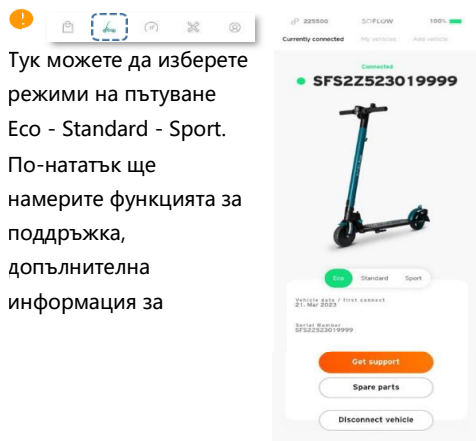 Тук можете да изберете
режими на пътуване
Eco - Standard - Sport.
По-нататък ще
намерите функцията за
поддръжка,
допълнителна
информация за
225500 SOFLOW 100%
Currently connected My vehicles Add vehicle
Connected
SFS2Z523019999
Eco Standard Sport
Vehicle date / first connect
21. Mar 2023
Serial Number
SFS2Z523019999
Get support
Spare parts
Disconnect vehicle